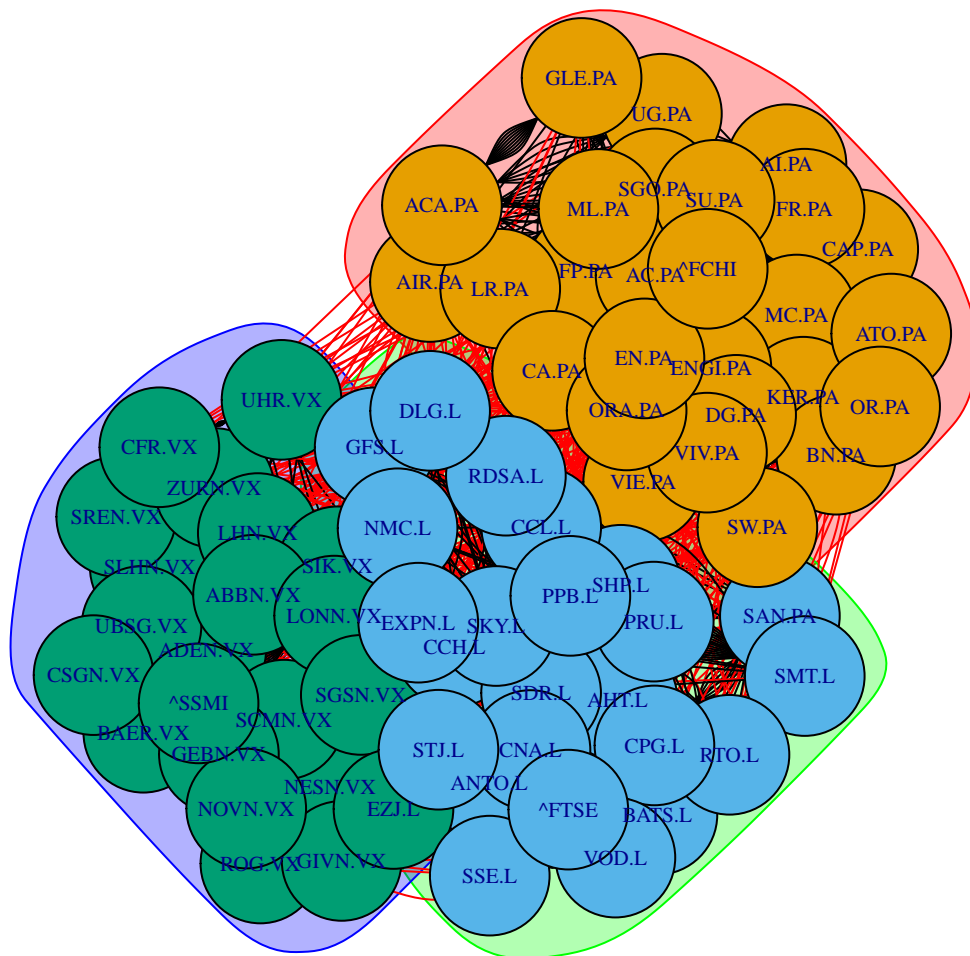 GLE.PA
UG.PA
AI.PA
SGO.PA
SU.PA
FR.PA
ACA.PA
ML.PA
CAP.PA
AIR.PA
LR.PA
FP.PA
AC.PA
^FCHI
MC.PA
ATO.PA
CA.PA
EN.PA
ENGI.PA
KER.PA
OR.PA
ORA.PA
DG.PA
UHR.VX
DLG.L
CFR.VX
GFS.L
VIV.PA
BN.PA
ZURN.VX
RDSA.L
VIE.PA
SREN.VX
LHN.VX
NMC.L
CCL.L
SW.PA
SLHN.VX
SIK.VX
ABBN.VX
LONN.VX
PPB.L
SHP.L
UBSG.VX
EXPN.L
SKY.L
PRU.L
SAN.PA
ADEN.VX
CCH.L
CSGN.VX
SMT.L
^SSMI
SGSN.VX
SDR.L
AHT.L
SCMN.VX
BAER.VX
GEBN.VX
STJ.L
CNA.L
CPG.L
RTO.L
NESN.VX
ANTO.L
NOVN.VX
EZJ.L
^FTSE
BATS.L
ROG.VX
GIVN.VX
SSE.L
VOD.L